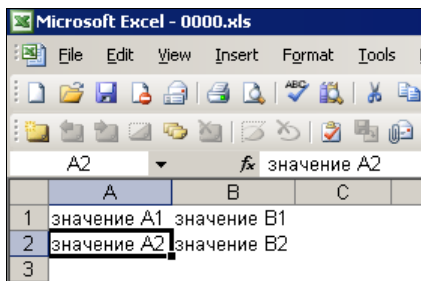 Microsoft Excel - 0000.xls
File Edit View Insert Format Tools
ABC
A2 fx значение A2
A B C
1 значение A1 значение B1
2 значение A2 значение B2
3